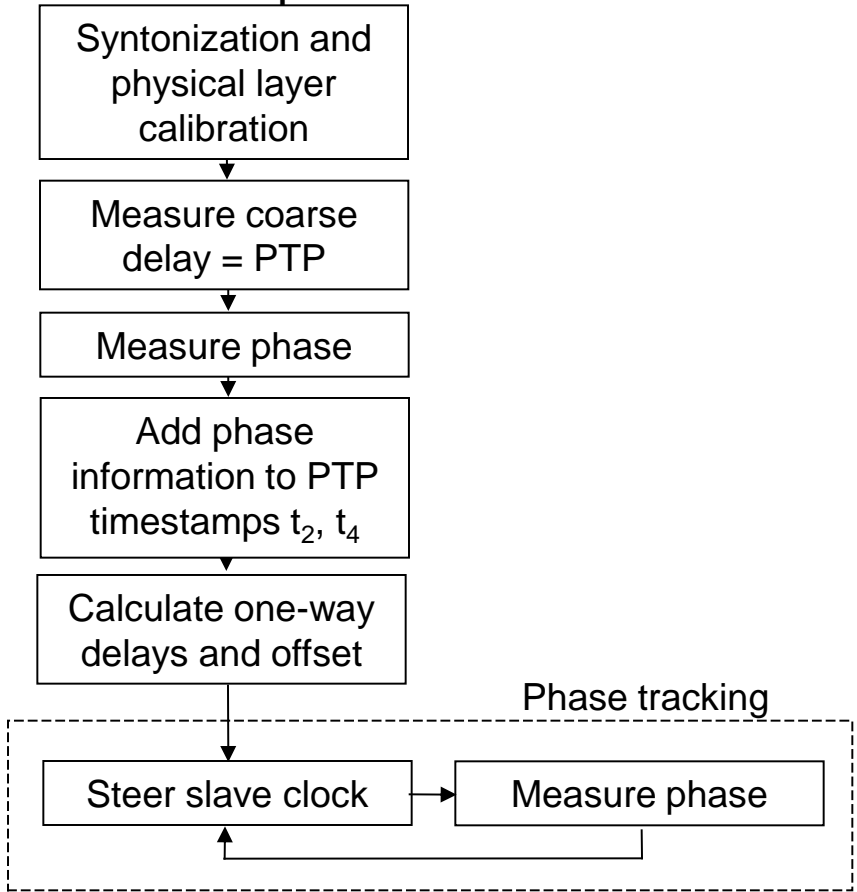 Syntonization and
physical layer
calibration
Measure coarse
delay = PTP
Measure phase
Add phase
information to PTP
timestamps t₂, t₄
Calculate one-way
delays and offset
Phase tracking
Steer slave clock
Measure phase